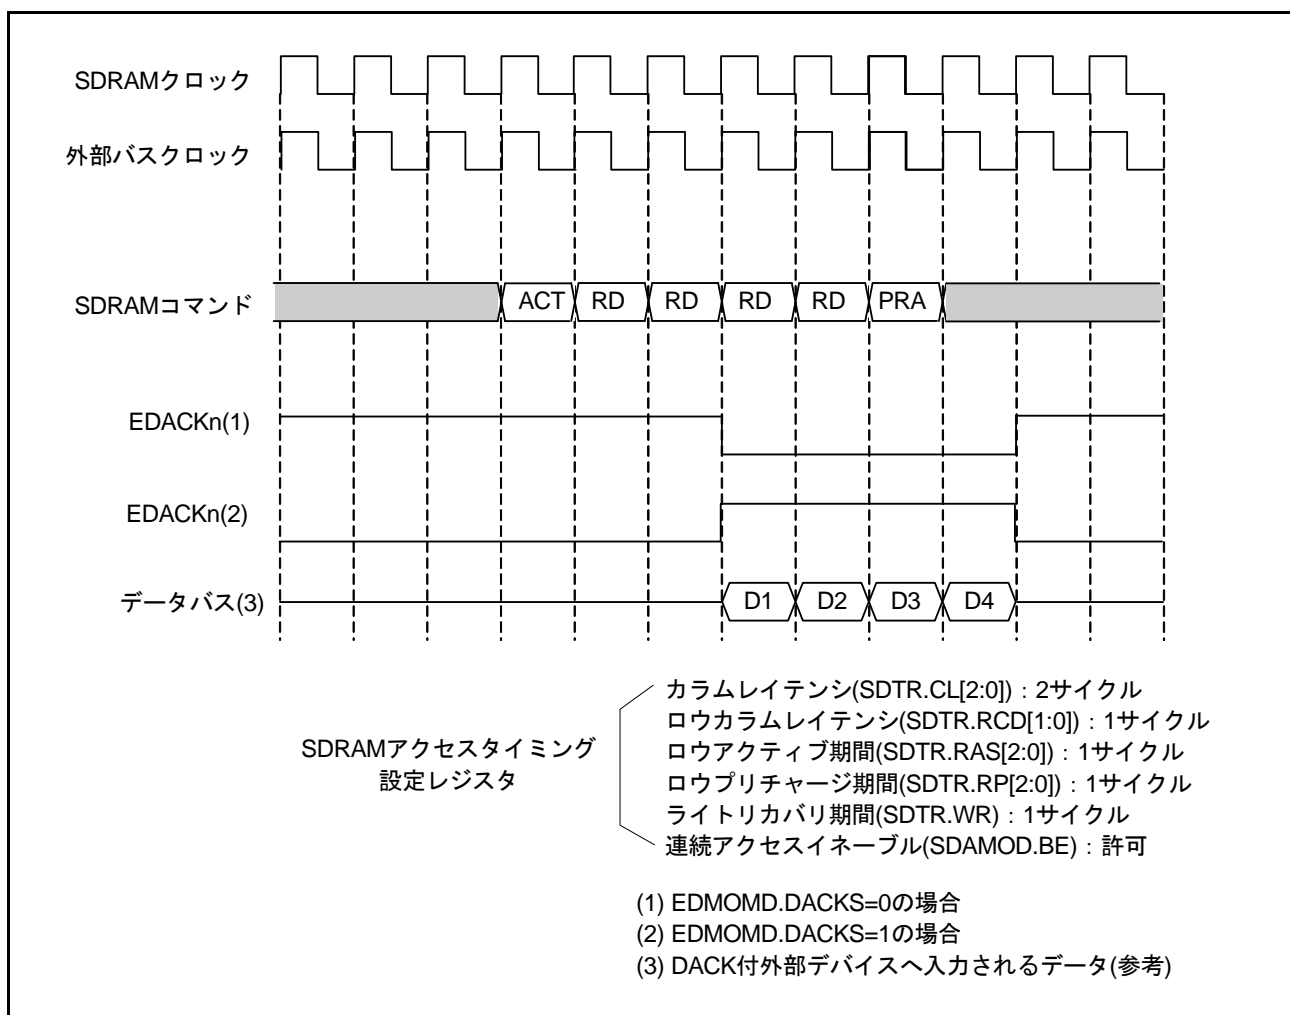 SDRAMクロック
外部バスクロック
SDRAMコマンド
ACT RD RD RD RD PRA
EDACKn(1)
EDACKn(2)
データバス(3)
D1 D2 D3 D4
SDRAMアクセスタイミング
設定レジスタ
カラムレイテンシ(SDTR.CL[2:0])：2サイクル
ロウカラムレイテンシ(SDTR.RCD[1:0])：1サイクル
ロウアクティブ期間(SDTR.RAS[2:0])：1サイクル
ロウプリチャージ期間(SDTR.RP[2:0])：1サイクル
ライトリカバリ期間(SDTR.WR)：1サイクル
連続アクセスイネーブル(SDAMOD.BE)：許可
(1) EDMOMD.DACKS=0の場合
(2) EDMOMD.DACKS=1の場合
(3) DACK付外部デバイスへ入力されるデータ(参考)